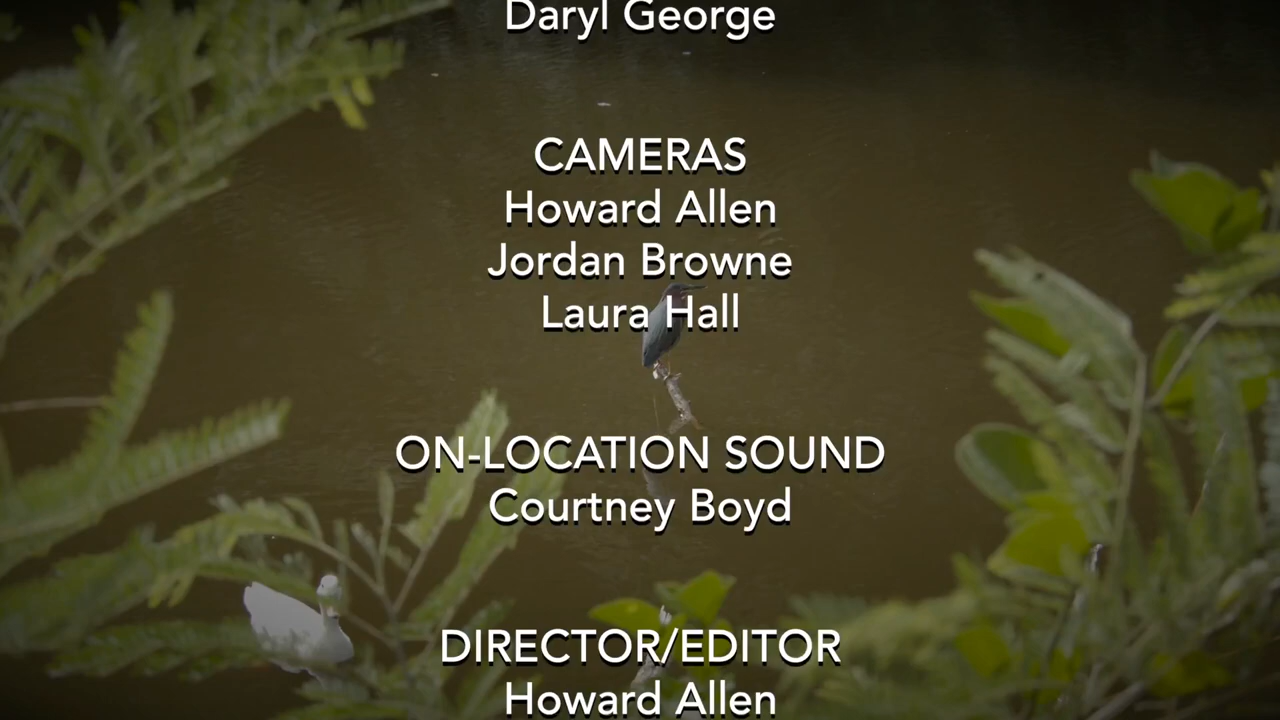 Daryl George
CAMERAS
Howard Allen
Jordan Browne
Laura Hall
ON-LOCATION SOUND
Courtney Boyd
DIRECTOR/EDITOR
Howard Allen